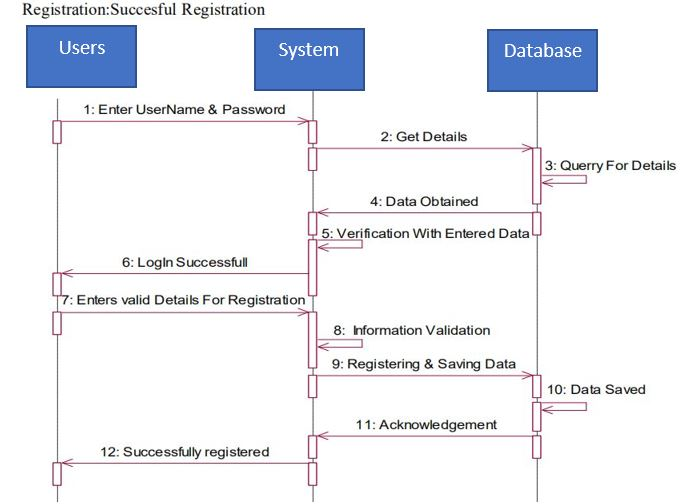 Registration:Succesful Registration
Users
System
Database
1: Enter UserName & Password
2: Get Details
3: Querry For Details
4: Data Obtained
5: Verification With Entered Data
6: LogIn Successfull
7: Enters valid Details For Registration
8: Information Validation
9: Registering & Saving Data
10: Data Saved
11: Acknowledgement
12: Successfully registered